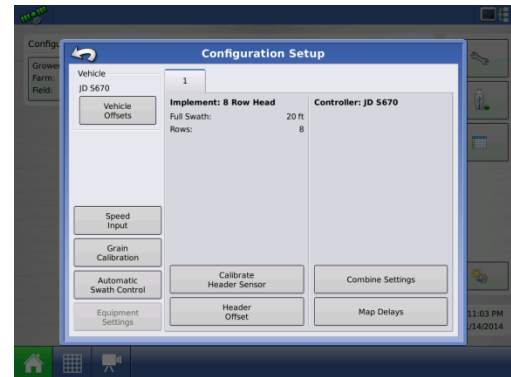 Configuration Setup
Configu
Grower
Farm:
Field:
Vehicle
JD S670
Vehicle
Offsets
Speed
Input
Grain
Calibration
Automatic
Swath Control
Equipment
Settings
1
Implement: 8 Row Head
Full Swath: 20 ft
Rows: 8
Calibrate
Header Sensor
Header
Offset
Controller: JD S670
Combine Settings
Map Delays
11:03 PM
/14/2014